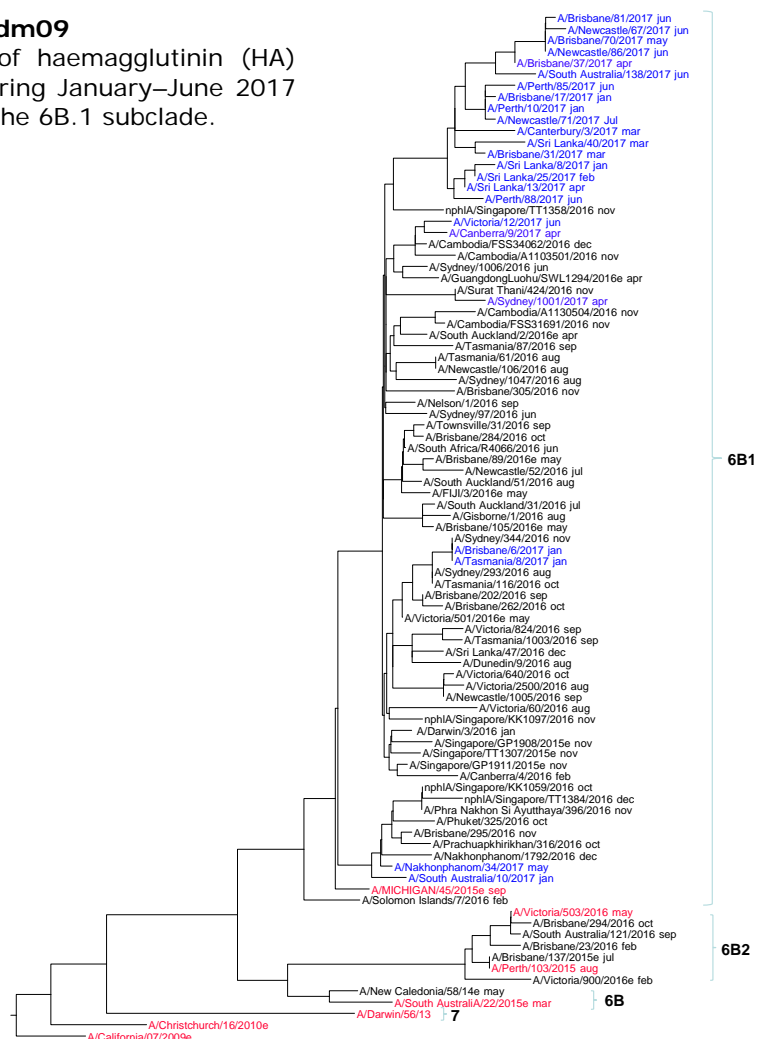 dm09
of haemagglutinin (HA)
ring January–June 2017
he 6B.1 subclade.
A/Brisbane/81/2017 jun
A/Newcastle/67/2017 jun
A/Brisbane/70/2017 may
A/Newcastle/86/2017 jun
A/Brisbane/37/2017 apr
A/South Australia/138/2017 jun
A/Perth/85/2017 jun
A/Brisbane/17/2017 jan
A/Perth/10/2017 jan
A/Newcastle/71/2017 Jul
A/Canterbury/3/2017 mar
A/Sri Lanka/40/2017 mar
A/Brisbane/31/2017 mar
A/Sri Lanka/8/2017 jan
A/Sri Lanka/25/2017 feb
A/Sri Lanka/13/2017 apr
A/Perth/88/2017 jun
nphlA/Singapore/TT1358/2016 nov
A/Victoria/12/2017 jun
A/Canberra/9/2017 apr
A/Cambodia/FSS34062/2016 dec
A/Cambodia/A1103501/2016 nov
A/Sydney/1006/2016 jun
A/GuangdongLuohu/SWL1294/2016e apr
A/Surat Thani/424/2016 nov
A/Sydney/1001/2017 apr
A/Cambodia/A1130504/2016 nov
A/Cambodia/FSS31691/2016 nov
A/South Auckland/2/2016e apr
A/Tasmania/87/2016 sep
A/Tasmania/61/2016 aug
A/Newcastle/106/2016 aug
A/Sydney/1047/2016 aug
A/Brisbane/305/2016 nov
A/Nelson/1/2016 sep
A/Sydney/97/2016 jun
A/Townsville/31/2016 sep
A/Brisbane/284/2016 oct
A/South Africa/R4066/2016 jun
A/Brisbane/89/2016e may
A/Newcastle/52/2016 jul
A/South Auckland/51/2016 aug
A/FIJI/3/2016e may
A/South Auckland/31/2016 jul
A/Gisborne/1/2016 aug
A/Brisbane/105/2016e may
A/Sydney/344/2016 nov
A/Brisbane/6/2017 jan
A/Tasmania/8/2017 jan
A/Sydney/293/2016 aug
A/Tasmania/116/2016 oct
A/Brisbane/202/2016 sep
A/Brisbane/262/2016 oct
A/Victoria/501/2016e may
A/Victoria/824/2016 sep
A/Tasmania/1003/2016 sep
A/Sri Lanka/47/2016 dec
A/Dunedin/9/2016 aug
A/Victoria/640/2016 oct
A/Victoria/2500/2016 aug
A/Newcastle/1005/2016 sep
A/Victoria/60/2016 aug
nphlA/Singapore/KK1097/2016 nov
A/Darwin/3/2016 jan
A/Singapore/GP1908/2015e nov
A/Singapore/TT1307/2015e nov
A/Singapore/GP1911/2015e nov
A/Canberra/4/2016 feb
nphlA/Singapore/KK1059/2016 oct
nphlA/Singapore/TT1384/2016 dec
A/Phra Nakhon Si Ayutthaya/396/2016 nov
A/Phuket/325/2016 oct
A/Brisbane/295/2016 nov
A/Prachuapkhirikhan/316/2016 oct
A/Nakhonphanom/1792/2016 dec
A/Nakhonphanom/34/2017 may
A/South Australia/10/2017 jan
A/MICHIGAN/45/2015e sep
A/Solomon Islands/7/2016 feb
6B1
A/Victoria/503/2016 may
A/Brisbane/294/2016 oct
A/South Australia/121/2016 sep
A/Brisbane/23/2016 feb
A/Brisbane/137/2015e jul
A/Perth/103/2015 aug
A/Victoria/900/2016e feb
6B2
A/New Caledonia/58/14e may
A/South AustraliA/22/2015e mar
6B
A/Darwin/56/13
7
A/Christchurch/16/2010e
A/California/07/2009e